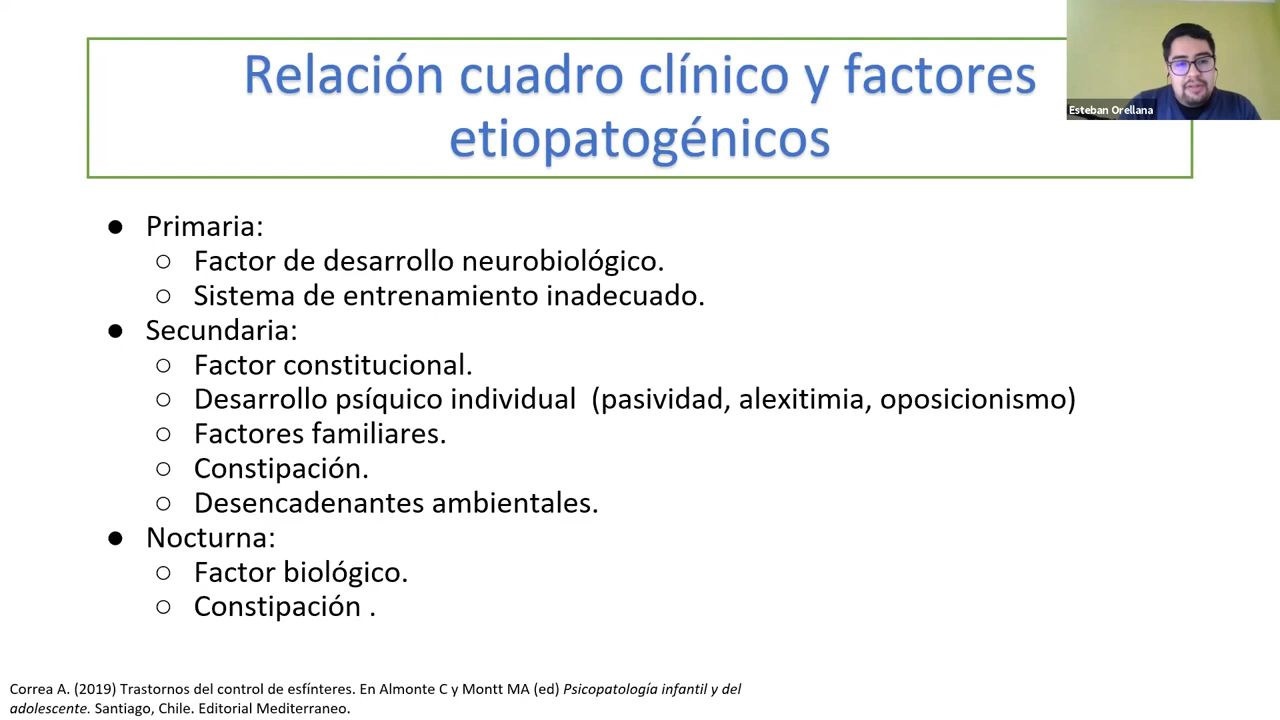 Relación cuadro clínico y factores
etiopatogénicos
Esteban Orellana
● Primaria:
○ Factor de desarrollo neurobiológico.
○ Sistema de entrenamiento inadecuado.
● Secundaria:
○ Factor constitucional.
○ Desarrollo psíquico individual  (pasividad, alexitimia, oposicionismo)
○ Factores familiares.
○ Constipación.
○ Desencadenantes ambientales.
● Nocturna:
○ Factor biológico.
○ Constipación .
Correa A. (2019) Trastornos del control de esfínteres. En Almonte C y Montt MA (ed) Psicopatología infantil y del
adolescente. Santiago, Chile. Editorial Mediterraneo.